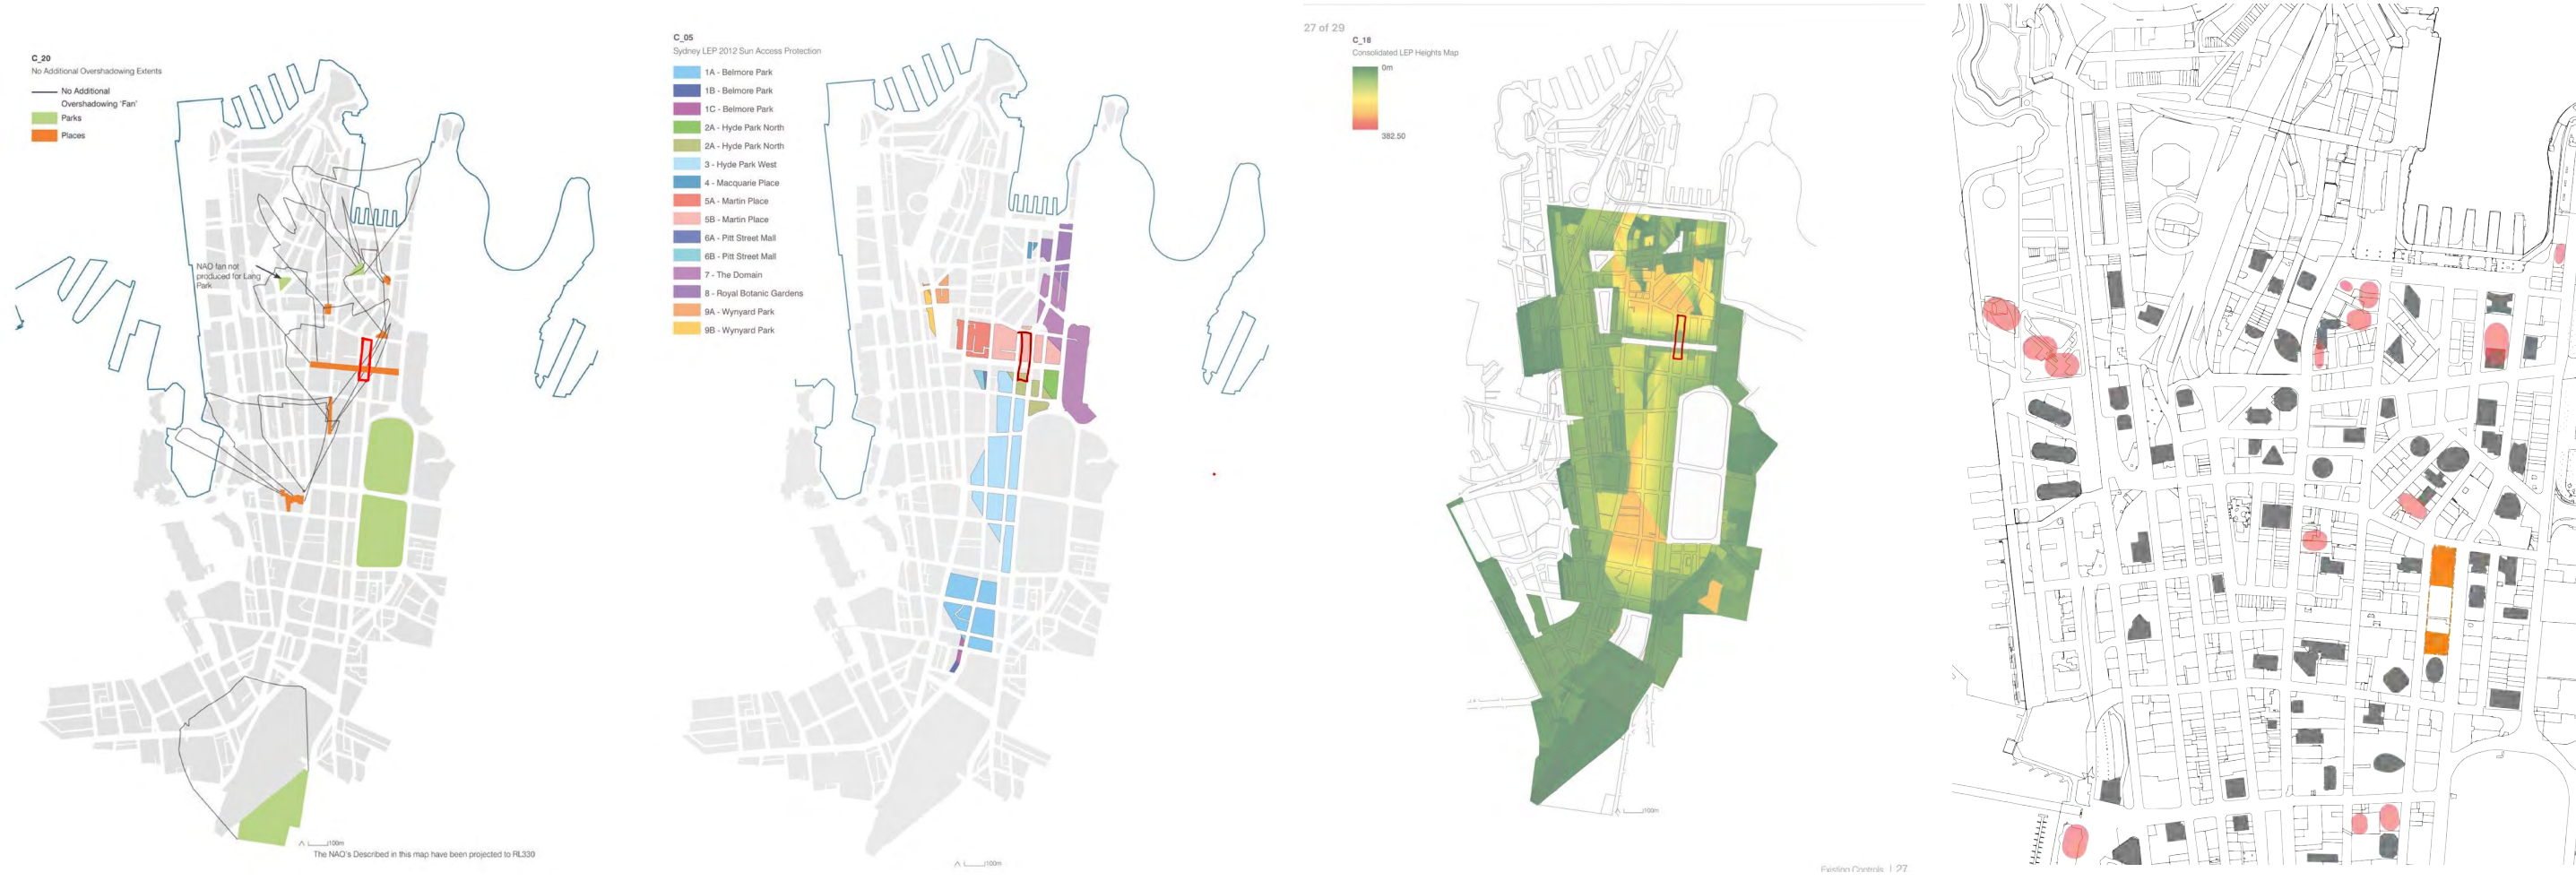 C_20
No Additional Overshadowing Extents
No Additional
Overshadowing 'Fan'
Parks
Places
NAO fan not
produced for Lang
Park
100m
The NAO's Described in this map have been projected to RL330
C_05
Sydney LEP 2012 Sun Access Protection
1A - Belmore Park
1B - Belmore Park
1C - Belmore Park
2A - Hyde Park North
2A - Hyde Park North
3 - Hyde Park West
4 - Macquarie Place
5A - Martin Place
5B - Martin Place
6A - Pitt Street Mall
6B - Pitt Street Mall
7 - The Domain
8 - Royal Botanic Gardens
9A - Wynyard Park
9B - Wynyard Park
100m
27 of 29
C_18
Consolidated LEP Heights Map
0m
382.50
100m
Existing Controls | 27